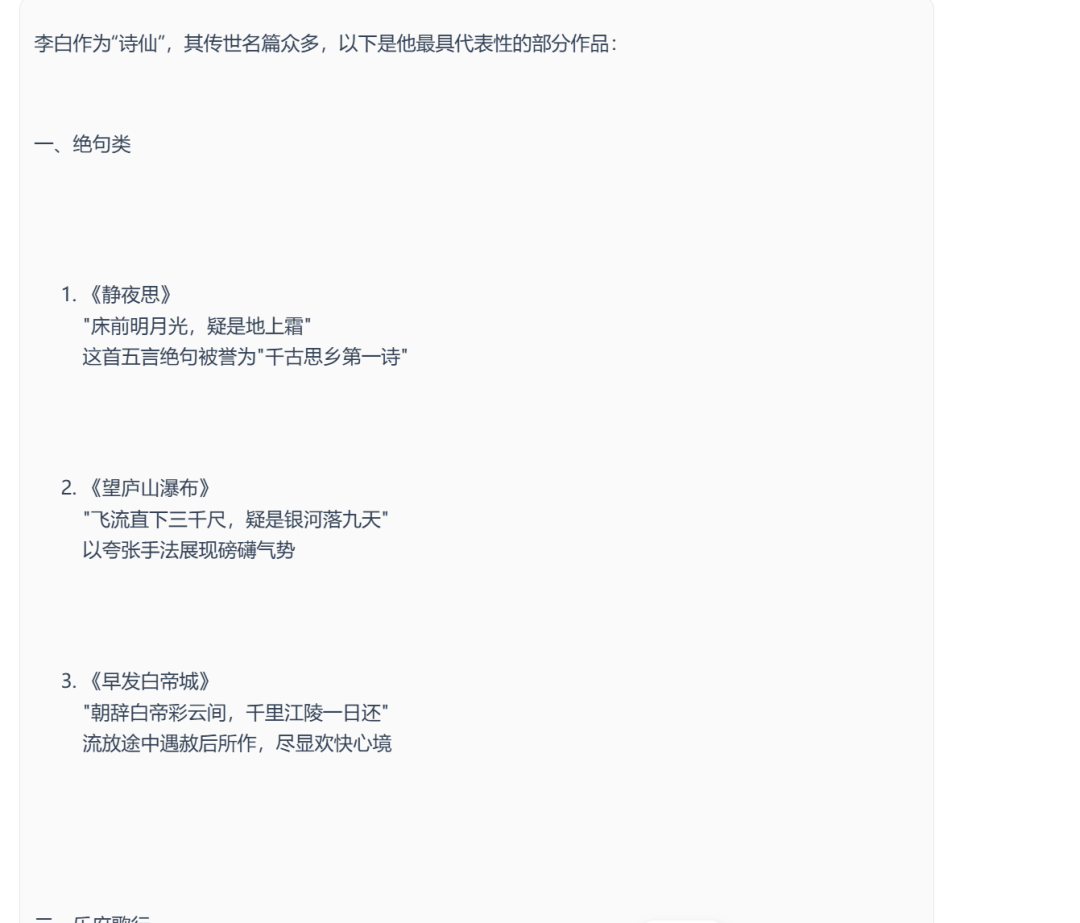 李白作为“诗仙”，其传世名篇众多，以下是他最具代表性的部分作品：
一、绝句类
1. 《静夜思》
"床前明月光，疑是地上霜"
这首五言绝句被誉为"千古思乡第一诗"
2. 《望庐山瀑布》
"飞流直下三千尺，疑是银河落九天"
以夸张手法展现磅礴气势
3. 《早发白帝城》
"朝辞白帝彩云间，千里江陵一日还"
流放途中遇赦后所作，尽显欢快心境